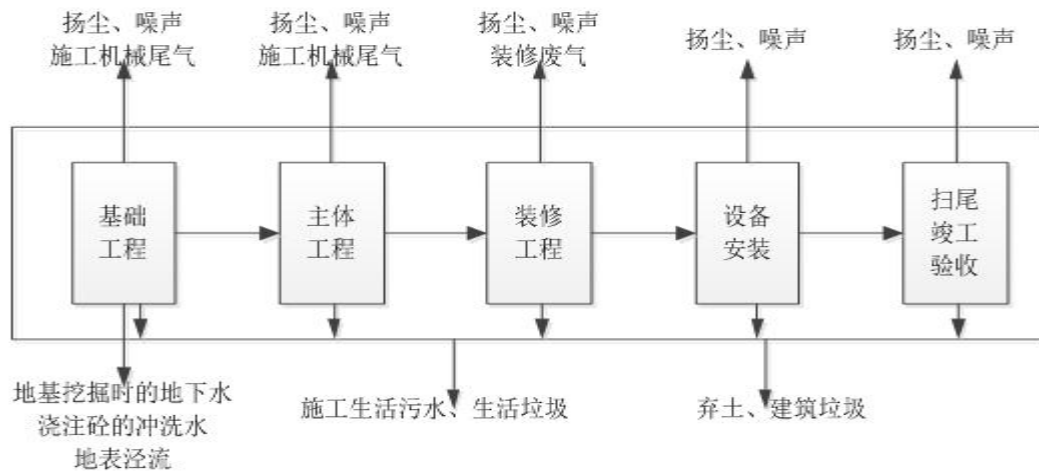 扬尘、噪声
施工机械尾气
扬尘、噪声
施工机械尾气
扬尘、噪声
装修废气
扬尘、噪声
扬尘、噪声
基础
工程
主体
工程
装修
工程
设备
安装
扫尾
竣工
验收
地基挖掘时的地下水
浇注砼的冲洗水
地表泾流
施工生活污水、生活垃圾
弃土、建筑垃圾